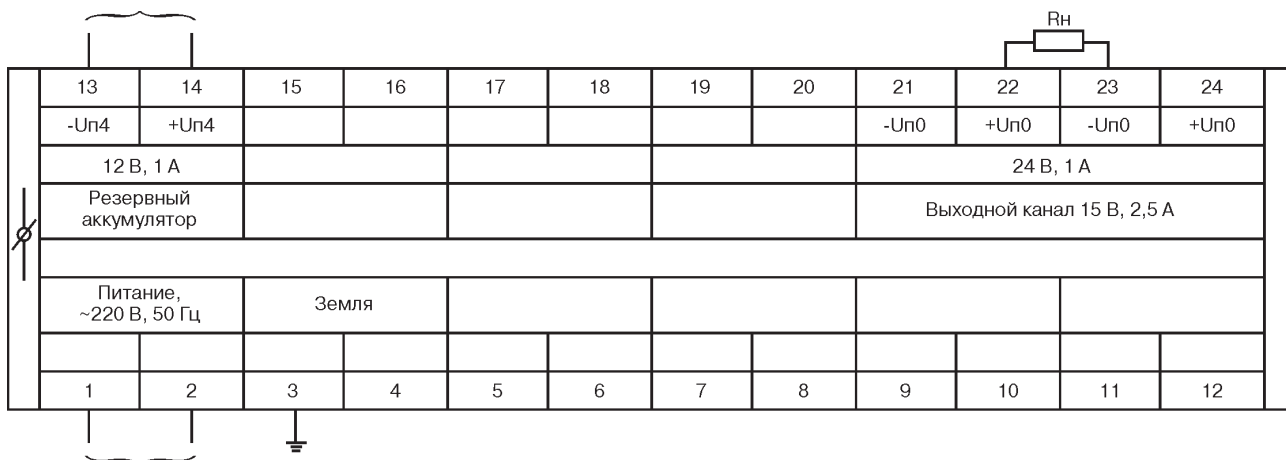 Rн
13 14 15 16 17 18 19 20 21 22 23 24
-Uп4 +Uп4 -Uп0 +Uп0 -Uп0 +Uп0
12 В, 1 А 24 В, 1 А
Резервный
аккумулятор
Выходной канал 15 В, 2,5 А
Питание,
~220 В, 50 Гц
Земля
1 2 3 4 5 6 7 8 9 10 11 12